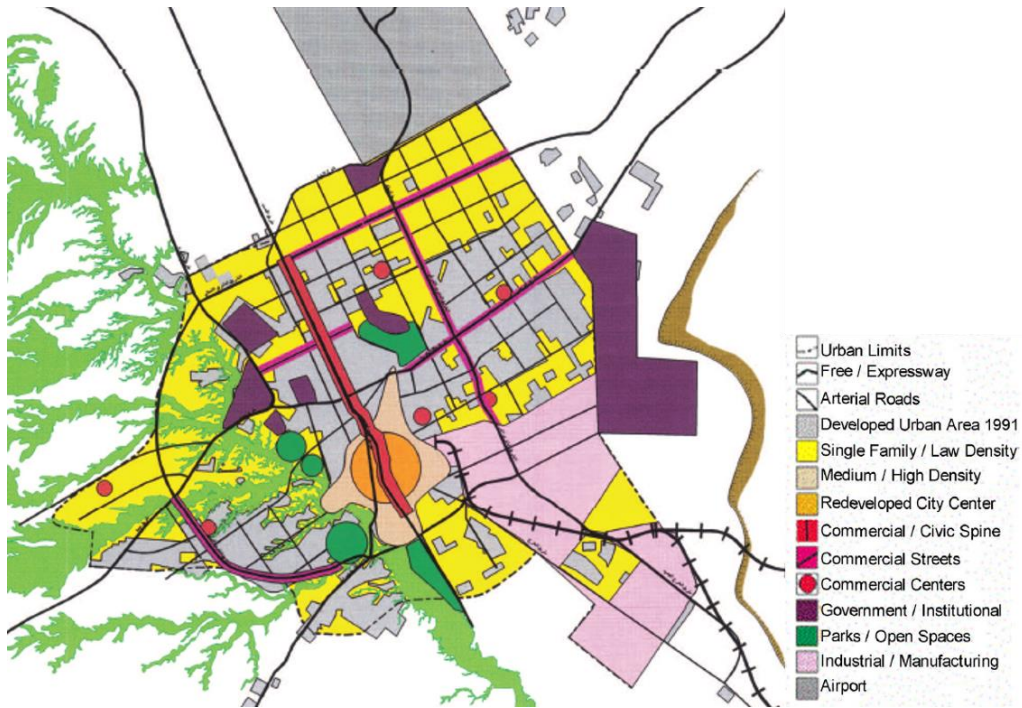 Urban Limits
Free / Expressway
Arterial Roads
Developed Urban Area 1991
Single Family / Law Density
Medium / High Density
Redeveloped City Center
Commercial / Civic Spine
Commercial Streets
Commercial Centers
Government / Institutional
Parks / Open Spaces
Industrial / Manufacturing
Airport